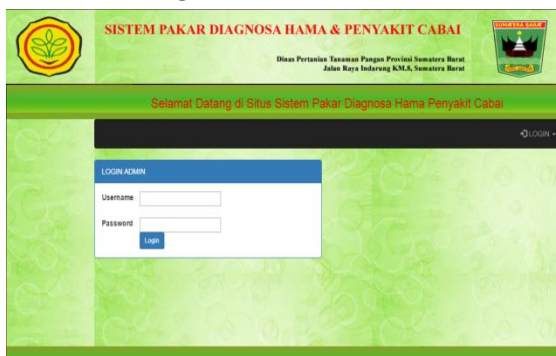 SISTEM PAKAR DIAGNOSA HAMA & PENYAKIT CABAI
Dinas Pertanian Tanaman Pangan Provinsi Sumatera Barat
Jalan Raya Indarung KM.8, Sumatera Barat
SUMATERA BARAT
Selamat Datang di Situs Sistem Pakar Diagnosa Hama Penyakit Cabai
LOGIN
LOGIN ADMIN
Username
Password
Login